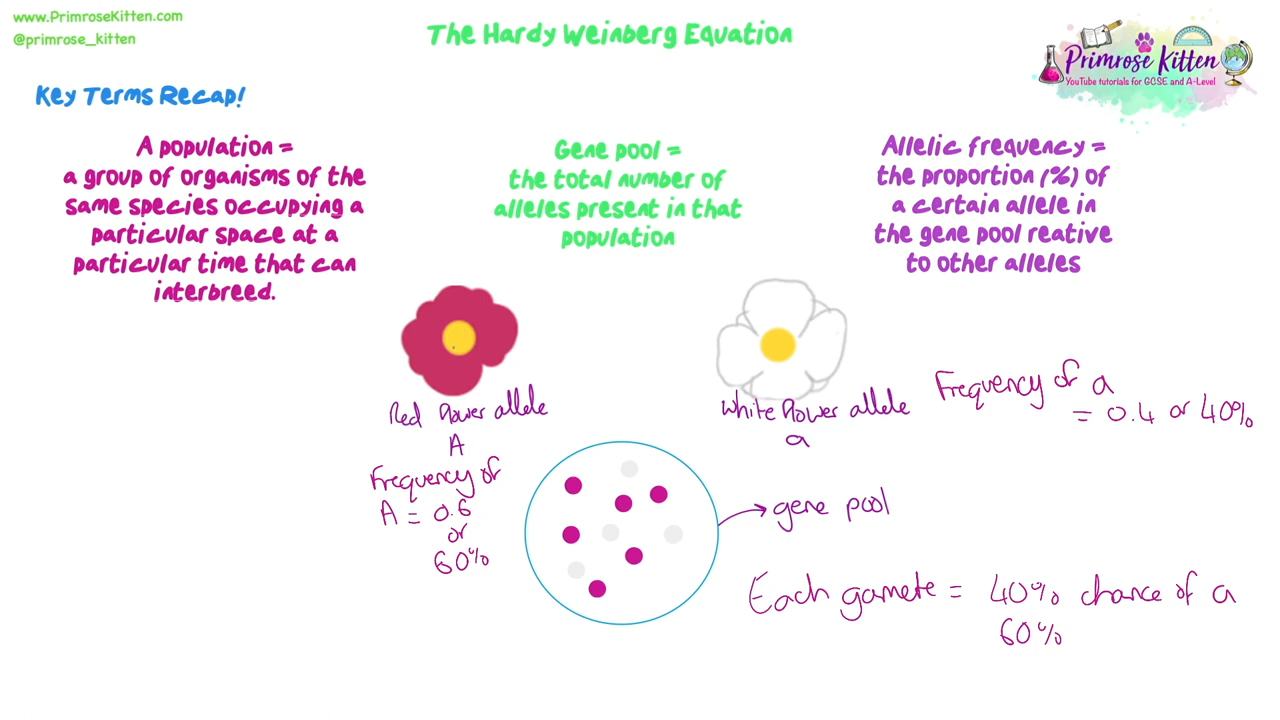 www.PrimroseKitten.com
@primrose_kitten
The Hardy Weinberg Equation
Primrose Kitten
YouTube tutorials for GCSE and A-Level
Key Terms Recap!
A population =
a group of organisms of the
same species occupying a
particular space at a
particular time that can
interbreed.
Gene pool =
the total number of
alleles present in that
population
Allelic frequency =
the proportion (%) of
a certain allele in
the gene pool reative
to other alleles
Red flower allele
A
Frequency of
A = 0.6
or
60%
White flower allele
a
Frequency of a
= 0.4 or 40%
gene pool
Each gamete = 40% chance of a
60%